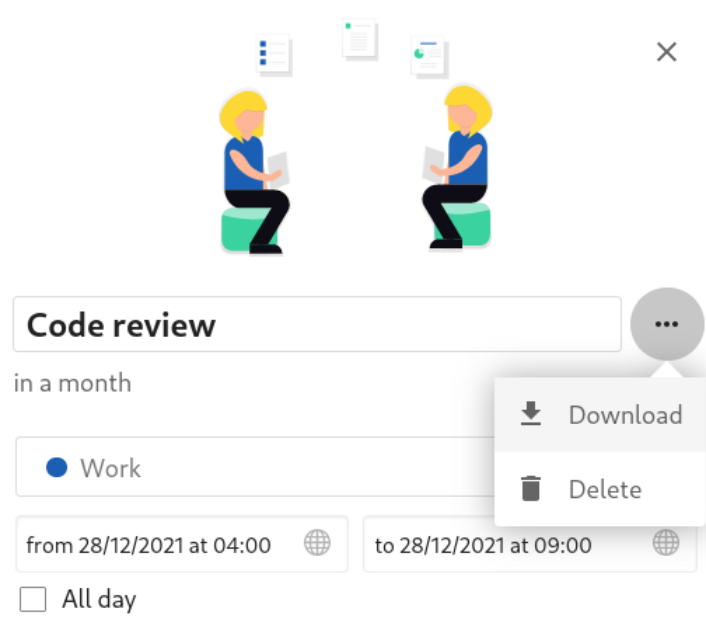 Code review
in a month
Download
Work
Delete
from 28/12/2021 at 04:00
to 28/12/2021 at 09:00
All day